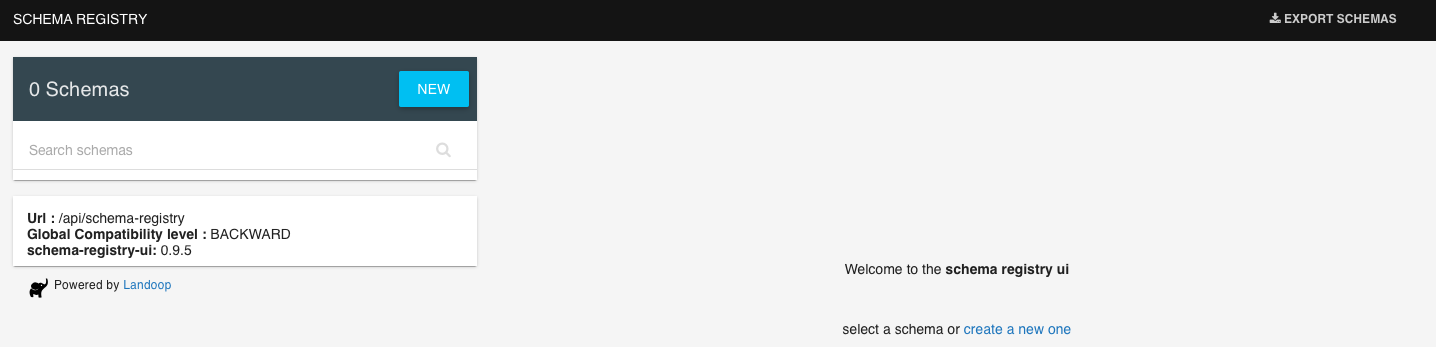 SCHEMA REGISTRY
EXPORT SCHEMAS
0 Schemas
NEW
Search schemas
Url : /api/schema-registry
Global Compatibility level : BACKWARD
schema-registry-ui: 0.9.5
Powered by Landoop
Welcome to the schema registry ui
select a schema or create a new one